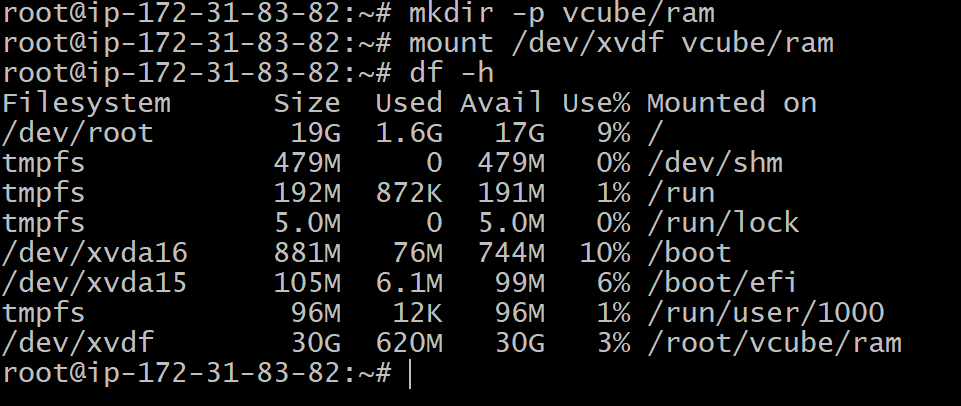 root@ip-172-31-83-82:~# mkdir -p vcube/ram
root@ip-172-31-83-82:~# mount /dev/xvdf vcube/ram
root@ip-172-31-83-82:~# df -h
Filesystem      Size  Used Avail Use% Mounted on
/dev/root        19G  1.6G   17G   9% /
tmpfs           479M     0  479M   0% /dev/shm
tmpfs           192M  872K  191M   1% /run
tmpfs           5.0M     0  5.0M   0% /run/lock
/dev/xvda16     881M   76M  744M  10% /boot
/dev/xvda15     105M  6.1M   99M   6% /boot/efi
tmpfs            96M   12K   96M   1% /run/user/1000
/dev/xvdf        30G  620M   30G   3% /root/vcube/ram
root@ip-172-31-83-82:~#